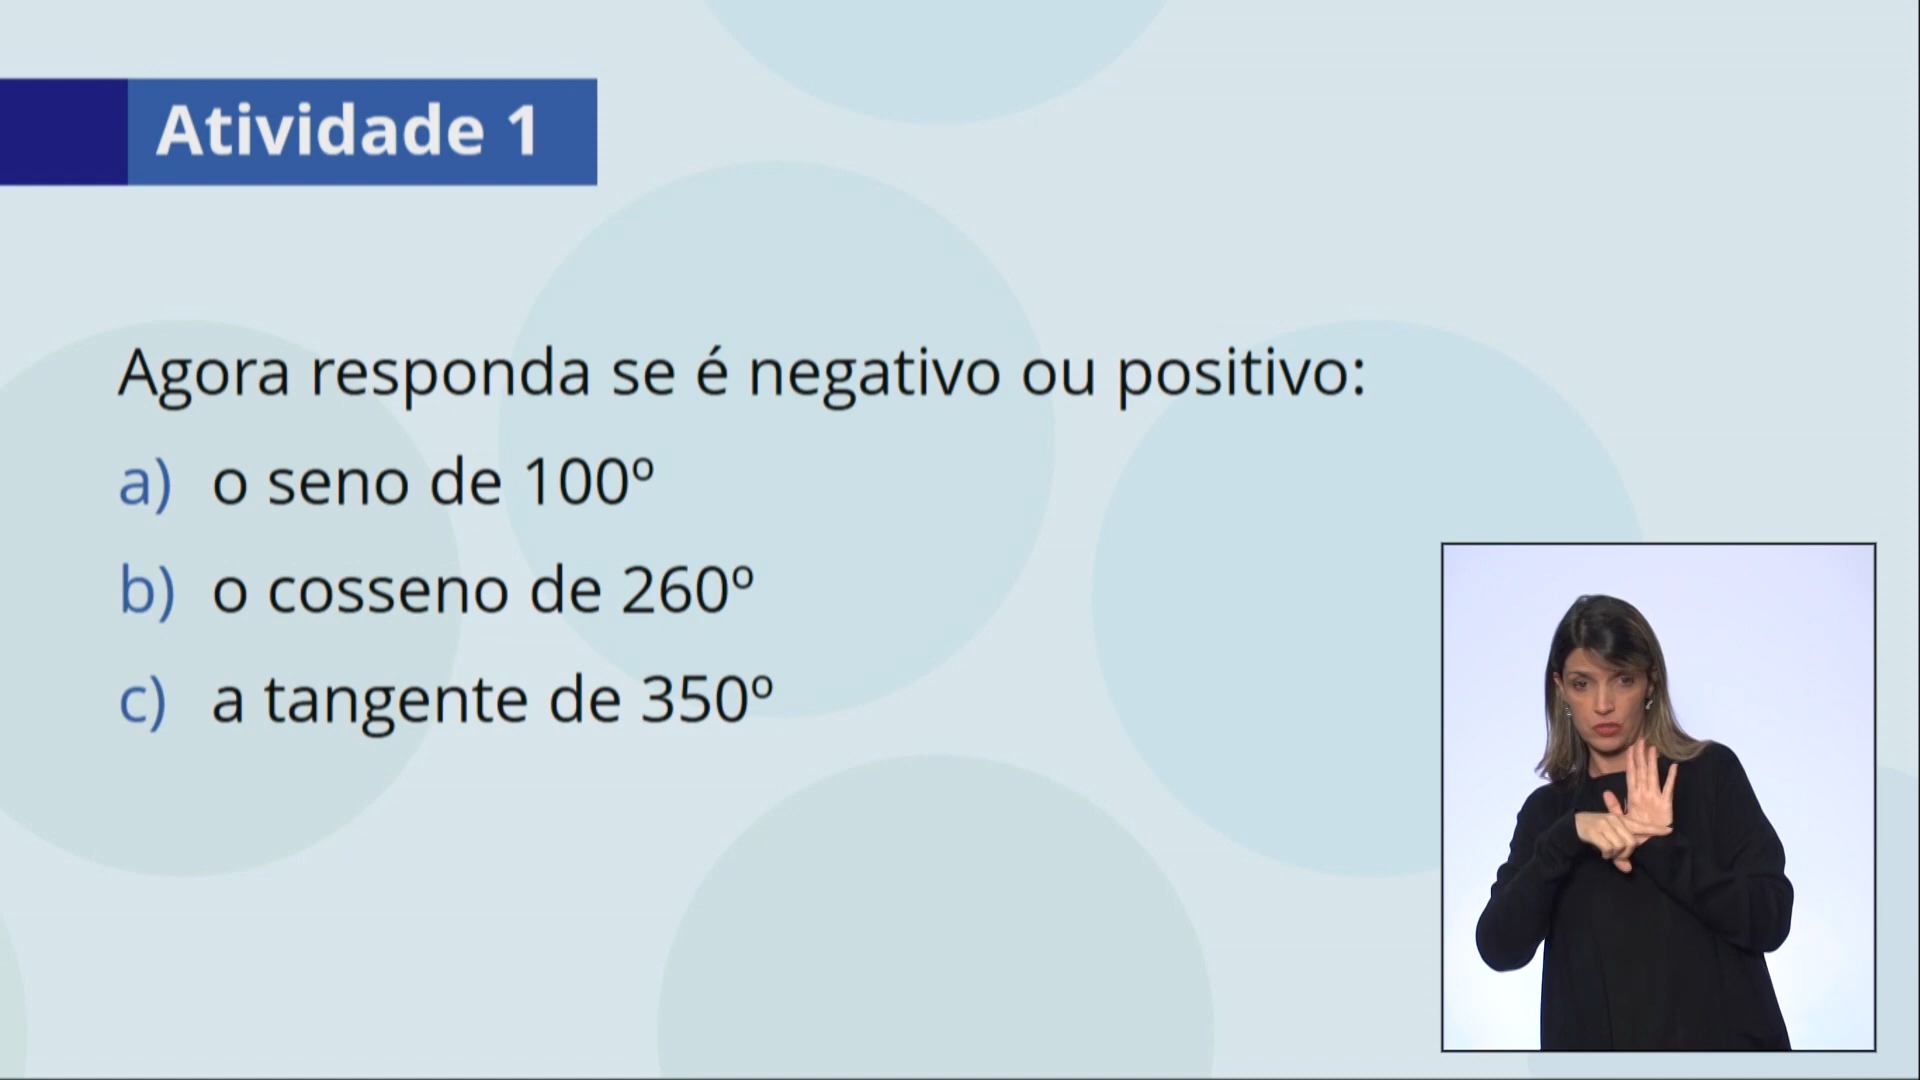 Atividade 1
Agora responda se é negativo ou positivo:
a) o seno de 100º
b) o cosseno de 260º
c) a tangente de 350º